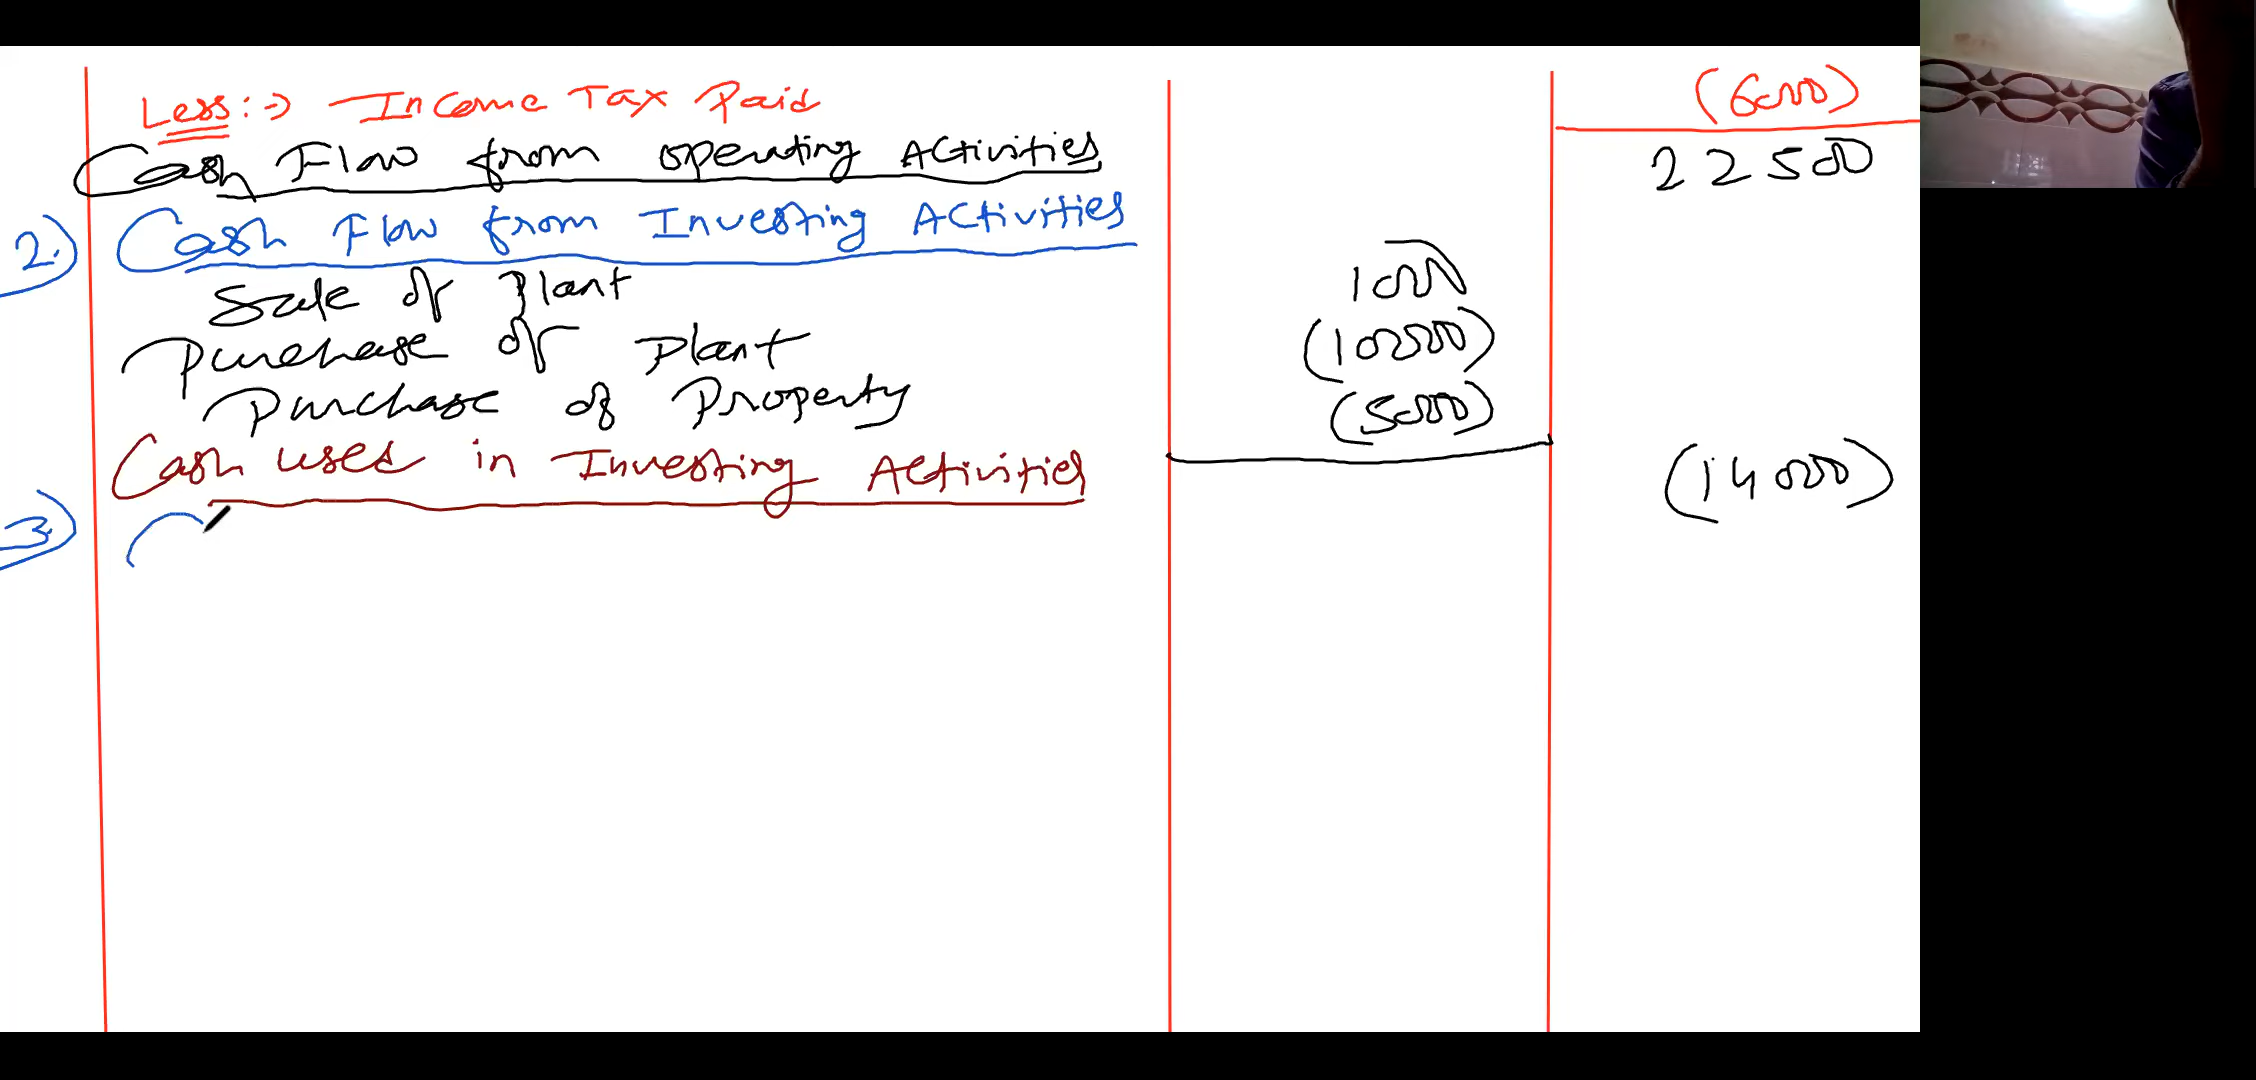 Less:→ Income Tax Paid (6000)
Cash Flow from operating Activities 22500
2.) Cash Flow from Investing Activities
Sale of Plant 1000
Purchase of Plant (10000)
Purchase of Property (5000)
Cash used in Investing Activities (14000)
3)